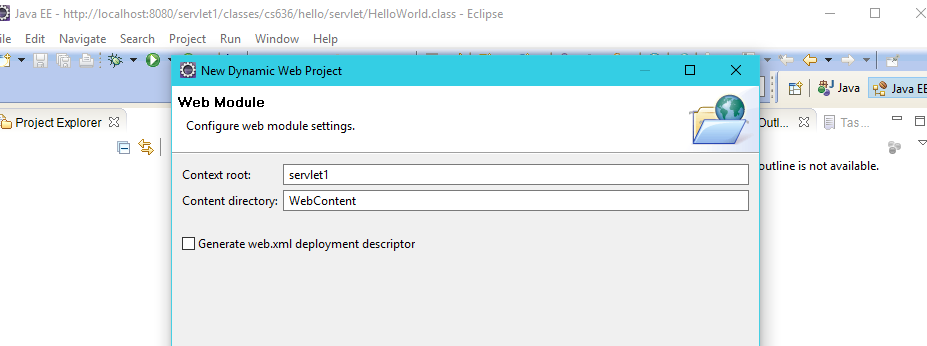 Java EE - http://localhost:8080/servlet1/classes/cs636/hello/servlet/HelloWorld.class - Eclipse
Edit Navigate Search Project Run Window Help
New Dynamic Web Project
Java Java EE
Web Module
Configure web module settings.
Project Explorer
Outl... Tas...
outline is not available.
Context root: servlet1
Content directory: WebContent
Generate web.xml deployment descriptor